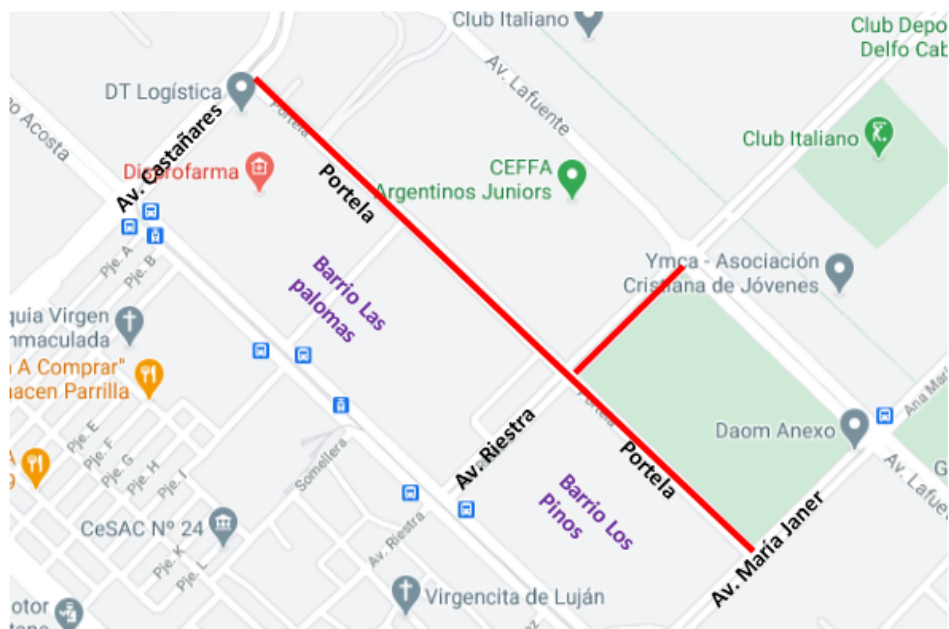 Club Italiano
Club Depo
Delfo Cab
DT Logística
Av. Lafuente
Acosta
Portela
Av. Castañares
Club Italiano
CEFFA
Argentinos Juniors
Portela
Ymca - Asociación
Cristiana de Jóvenes
Pje. A
Pje. B
Barrio Las
palomas
quia Virgen
nmaculada
A Comprar"
acen Parrilla
Portela
Ana Marí
Daom Anexo
Av. Riestra
Portela
Pje. E
Pje. F
Pje. G
Pje. H
Pje. I
Somellera
Av. Lafue
Barrio Los
Pinos
CeSAC N° 24
Av. Riestra
Av. María Janer
Pje. K
Pje. L
Virgencita de Luján
otor